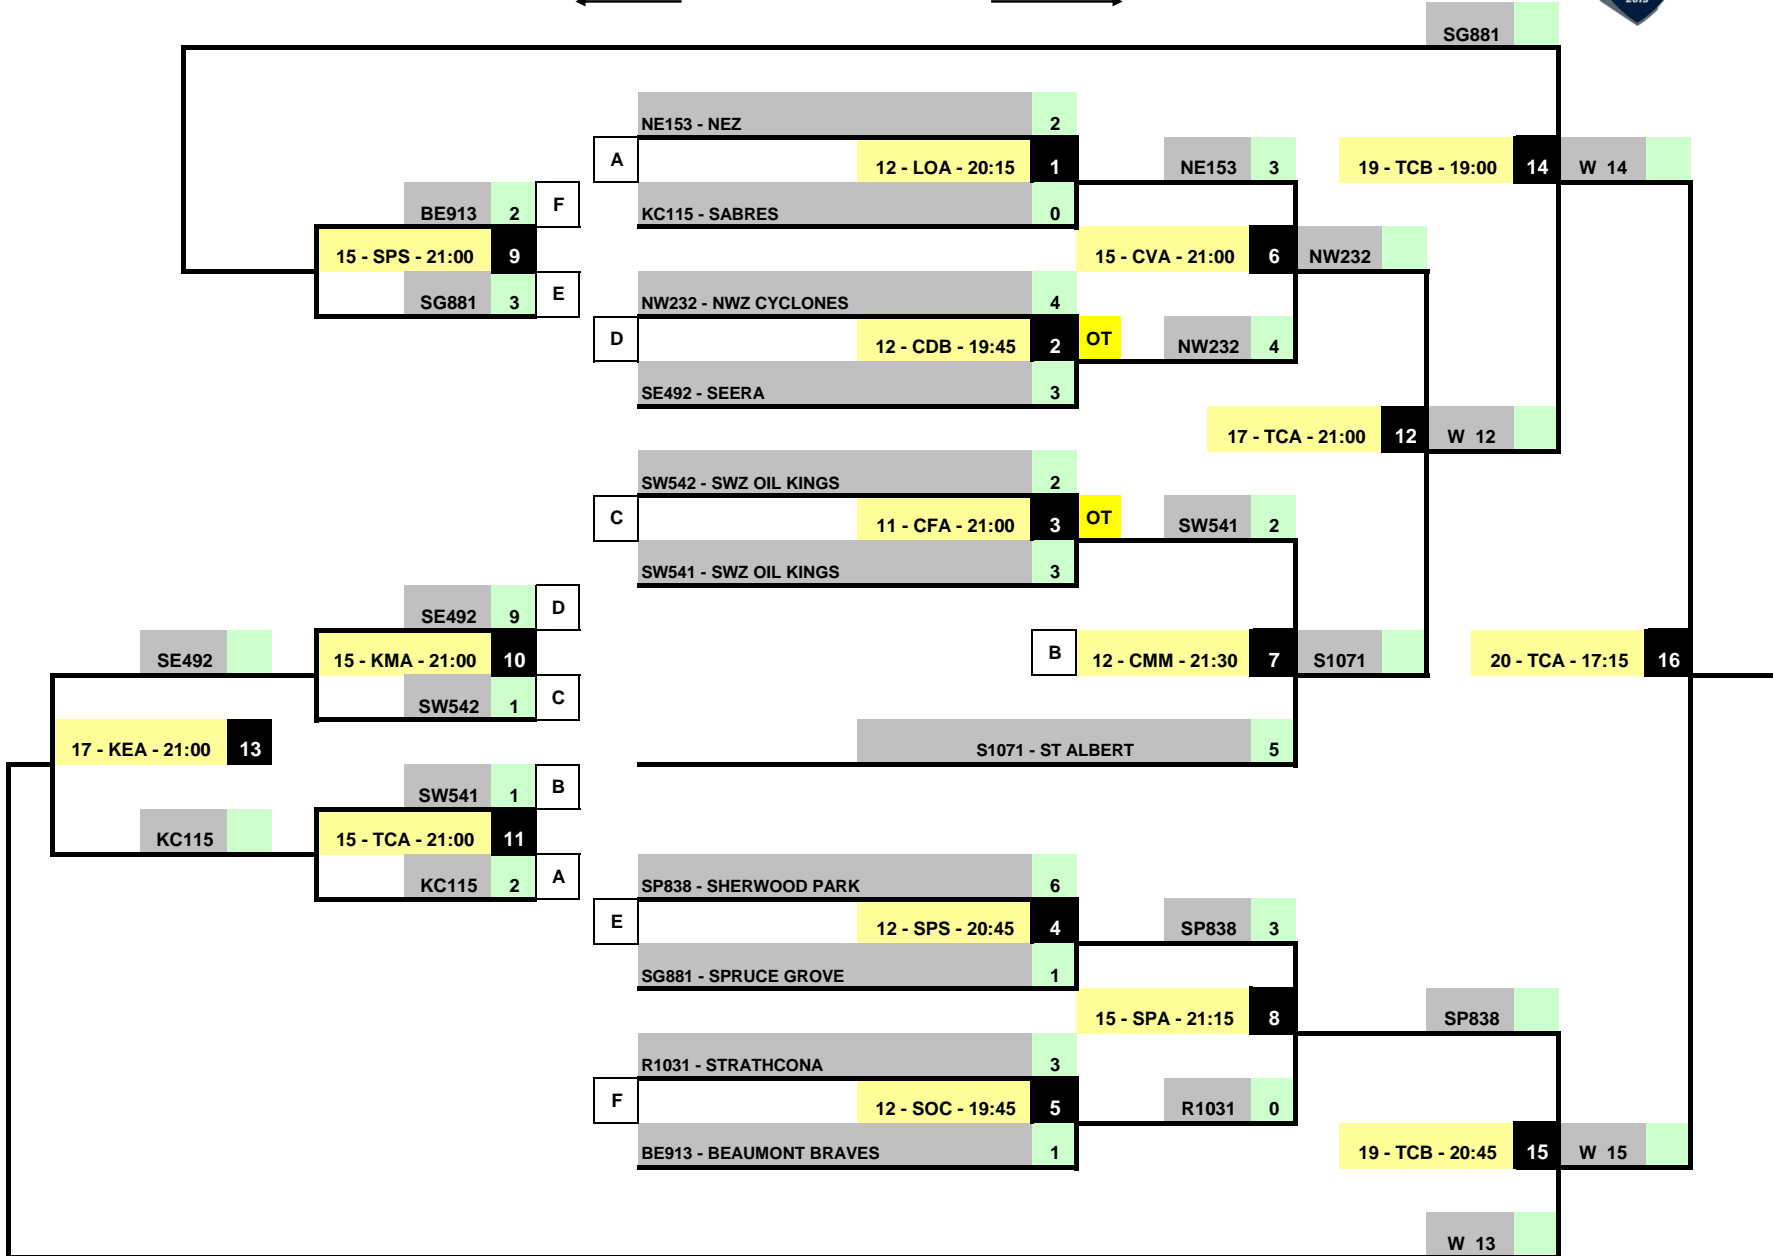 2015
SG881
NE153 - NEZ 2
A 12 - LOA - 20:15 1 NE153 3 19 - TCB - 19:00 14 W 14
BE913 2 F KC115 - SABRES 0
15 - SPS - 21:00 9 15 - CVA - 21:00 6 NW232
SG881 3 E NW232 - NWZ CYCLONES 4
D 12 - CDB - 19:45 2 OT NW232 4
SE492 - SEERA 3
17 - TCA - 21:00 12 W 12
SW542 - SWZ OIL KINGS 2
C 11 - CFA - 21:00 3 OT SW541 2
SW541 - SWZ OIL KINGS 3
SE492 9 D
SE492 15 - KMA - 21:00 10 B 12 - CMM - 21:30 7 S1071 20 - TCA - 17:15 16
SW542 1 C
17 - KEA - 21:00 13 S1071 - ST ALBERT 5
SW541 1 B
KC115 15 - TCA - 21:00 11
KC115 2 A SP838 - SHERWOOD PARK 6
E 12 - SPS - 20:45 4 SP838 3
SG881 - SPRUCE GROVE 1
15 - SPA - 21:15 8 SP838
R1031 - STRATHCONA 3
F 12 - SOC - 19:45 5 R1031 0
BE913 - BEAUMONT BRAVES 1 19 - TCB - 20:45 15 W 15
W 13